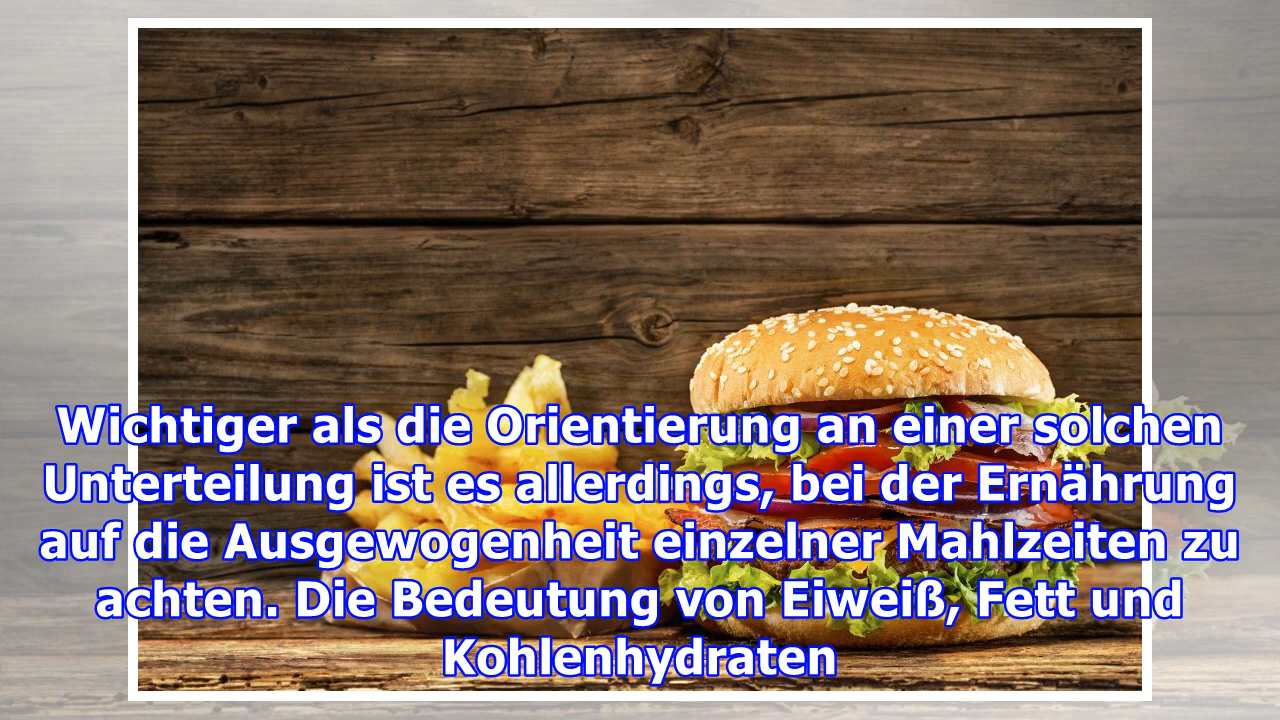 Wichtiger als die Orientierung an einer solchen
Unterteilung ist es allerdings, bei der Ernährung
auf die Ausgewogenheit einzelner Mahlzeiten zu
achten. Die Bedeutung von Eiweiß, Fett und
Kohlenhydraten